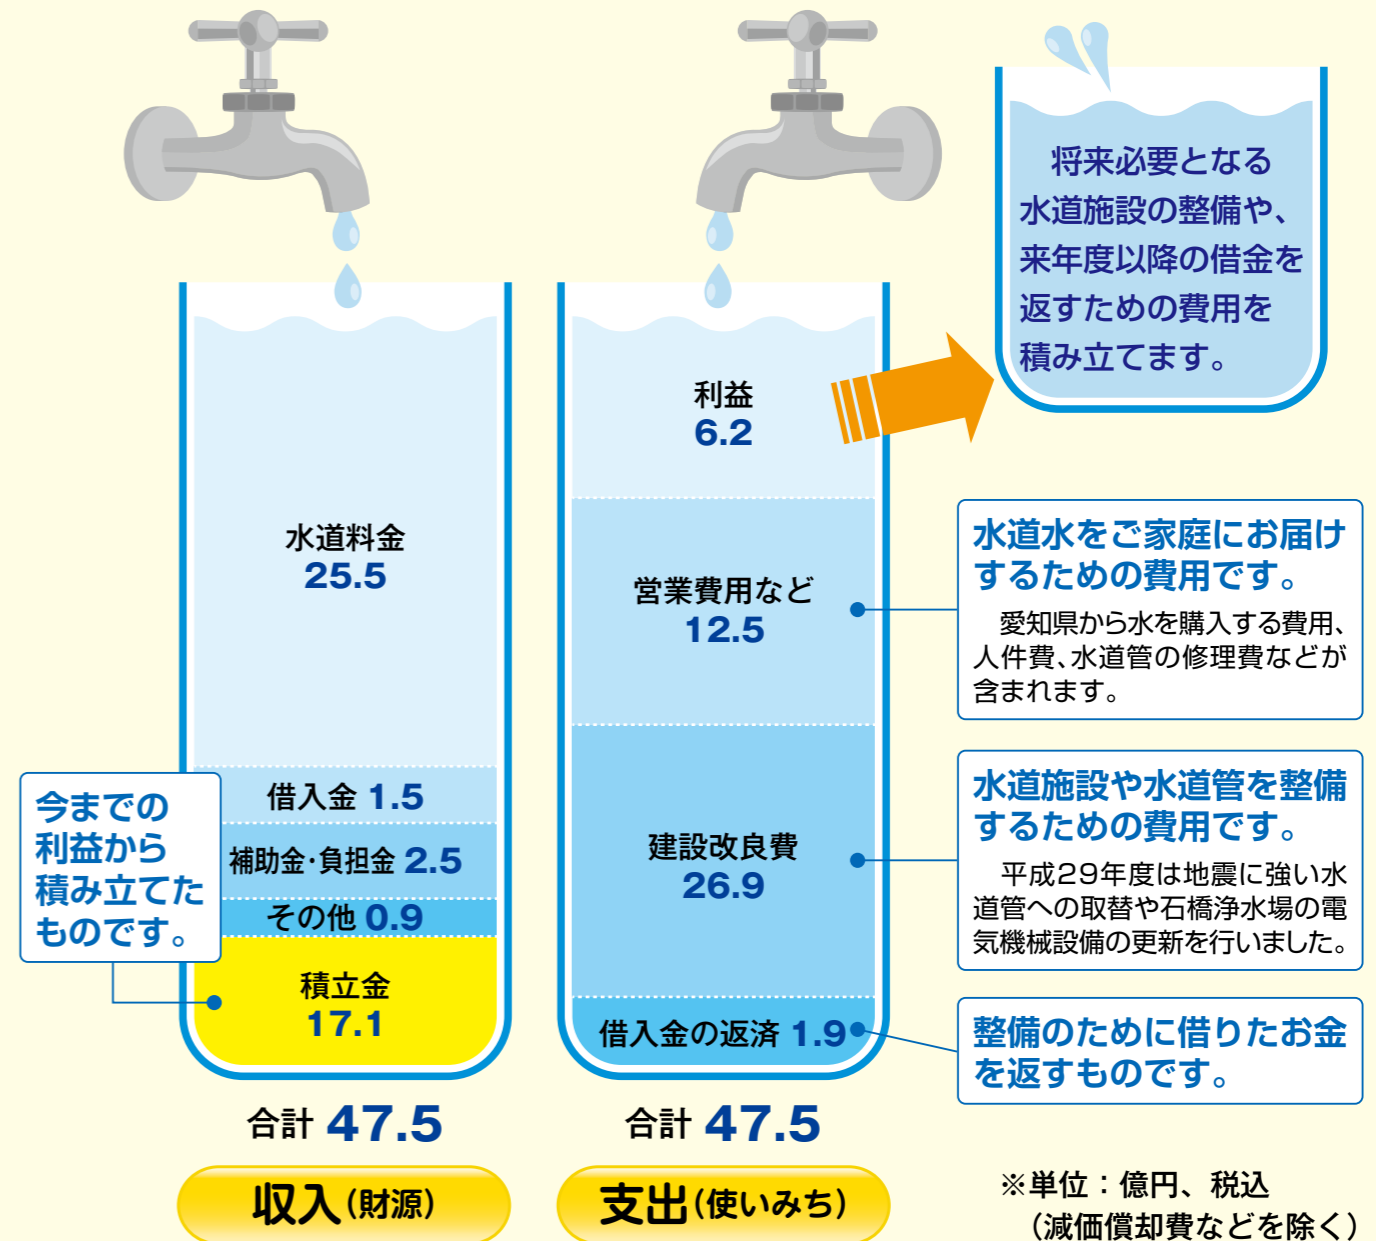 将来必要となる
水道施設の整備や、
来年度以降の借金を
返すための費用を
積み立てます。
水道料金
25.5
借入金 1.5
補助金・負担金 2.5
その他 0.9
積立金
17.1
今までの
利益から
積み立てた
ものです。
合計 47.5
収入(財源)
利益
6.2
営業費用など
12.5
建設改良費
26.9
借入金の返済 1.9
合計 47.5
支出(使いみち)
水道水をご家庭にお届け
するための費用です。
愛知県から水を購入する費用、
人件費、水道管の修理費などが
含まれます。
水道施設や水道管を整備
するための費用です。
平成29年度は地震に強い水
道管への取替や石橋浄水場の電
気機械設備の更新を行いました。
整備のために借りたお金
を返すものです。
※単位：億円、税込
（減価償却費などを除く）